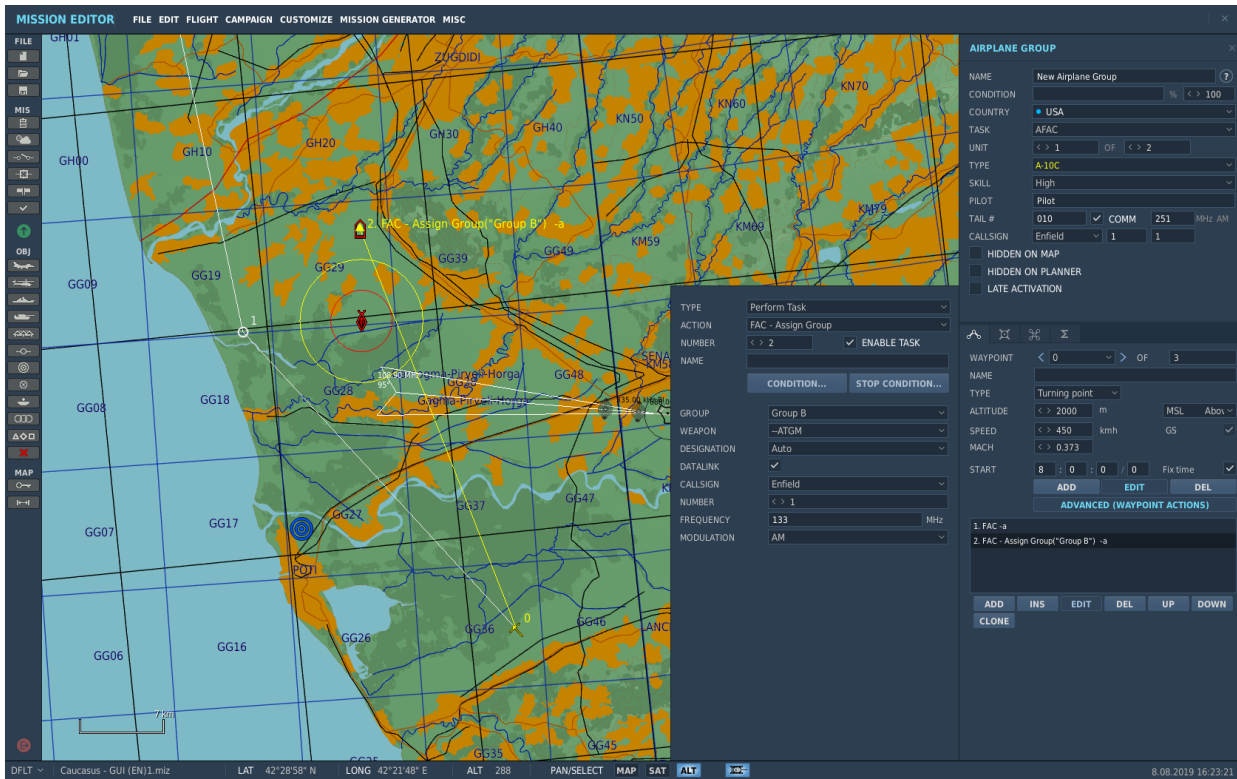 MISSION EDITOR FILE EDIT FLIGHT CAMPAIGN CUSTOMIZE MISSION GENERATOR MISC
FILE
MIS
OBJ
MAP
GH01
ZUGDIDI
KN70
KN60
KN50
GH40
GH30
GH20
GH10
GH00
KM79
KM69
KM59
2. FAC - Assign Group("Group B") -a
GG49
GG39
GG29
GG19
GG09
1
108.90 MHz
95°
GG28
GG48
GG18
GG08
335.00
GG47
GG37
GG27
GG17
GG07
POTI
0
GG46
GG36
GG26
GG16
GG06
GG45
GG35
7 km
TYPE Perform Task
ACTION FAC - Assign Group
NUMBER < > 2 ENABLE TASK
NAME
CONDITION... STOP CONDITION...
GROUP Group B
WEAPON --ATGM
DESIGNATION Auto
DATALINK
CALLSIGN Enfield
NUMBER < > 1
FREQUENCY 133 MHz
MODULATION AM
AIRPLANE GROUP
NAME New Airplane Group ?
CONDITION % < > 100
COUNTRY USA
TASK AFAC
UNIT < > 1 OF < > 2
TYPE A-10C
SKILL High
PILOT Pilot
TAIL # 010 COMM 251 MHz AM
CALLSIGN Enfield 1 1
HIDDEN ON MAP
HIDDEN ON PLANNER
LATE ACTIVATION
WAYPOINT < 0 > OF 3
NAME
TYPE Turning point
ALTITUDE < > 2000 m MSL Abov
SPEED < > 450 kmh GS
MACH < > 0.373
START 8 : 0 : 0 / 0 Fix time
ADD EDIT DEL
ADVANCED (WAYPOINT ACTIONS)
1. FAC -a
2. FAC - Assign Group("Group B") -a
ADD INS EDIT DEL UP DOWN
CLONE
DFLT Caucasus - GUI (EN)1.miz LAT 42°28'58" N LONG 42°21'48" E ALT 288 PAN/SELECT MAP SAT ALT 8.08.2019 16:23:21